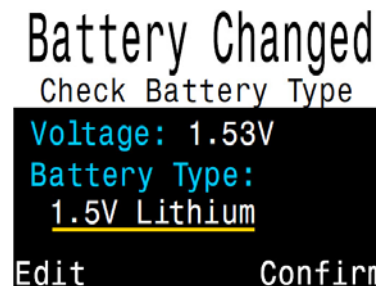 Battery Changed
Check Battery Type
Voltage: 1.53V
Battery Type:
1.5V Lithium
Edit Confirm